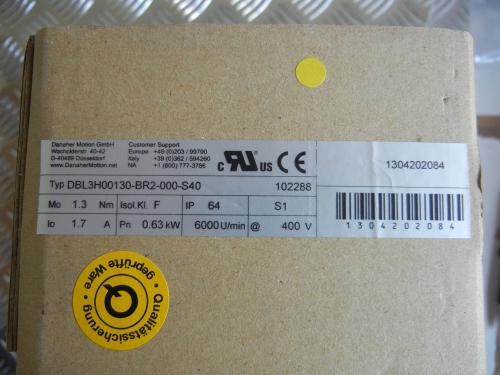 Danaher Motion GmbH
Wacholderstr. 40-42
D-40489 Düsseldorf
www.DanaherMotion.net
Customer Support
Europe +49 (0)203 / 99790
Italy +39 (0)362 / 594260
NA +1 (800) 777-3786
c RU US CE
1304202084
Typ DBL3H00130-BR2-000-S40 102288
Mo 1.3 Nm Isol.Kl. F IP 64 S1
Io 1.7 A Pn 0.63 kW 6000 U/min @ 400 V
1304202084
geprüfte Ware
Q
Qualitätssicherung